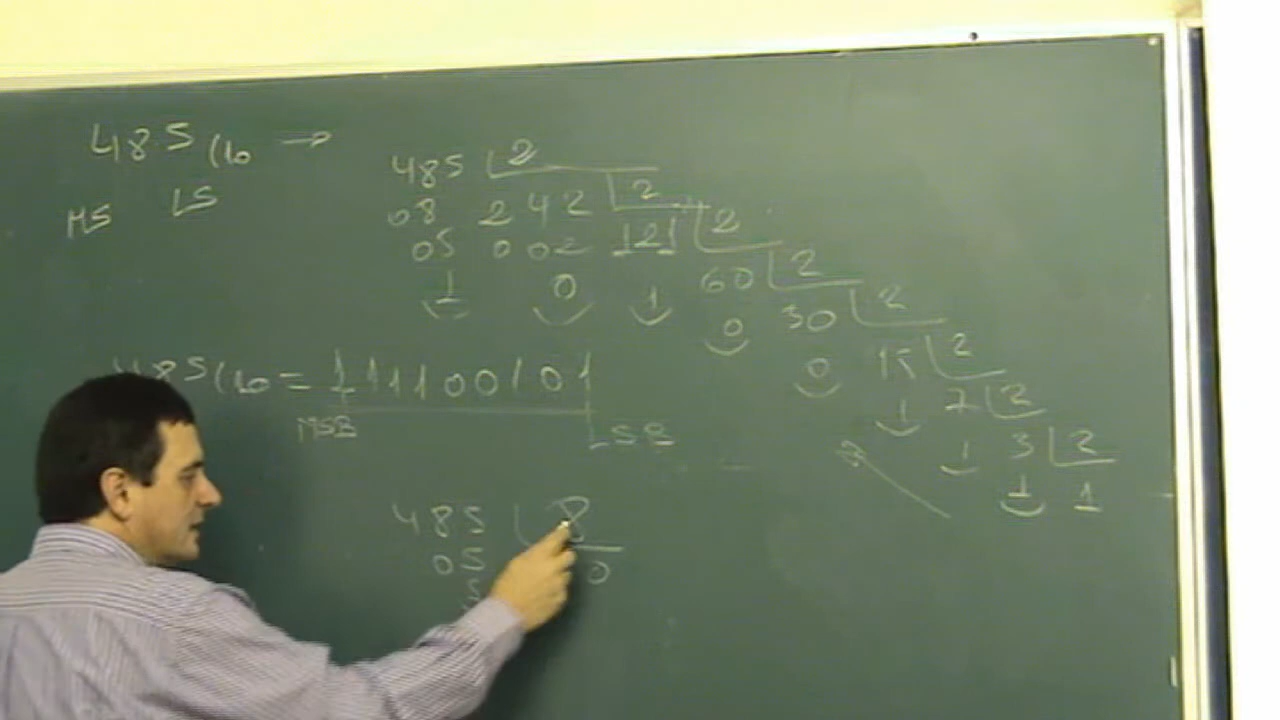 485(10 →
MS LS
485 2
08 242 2
05 002 121 2
1 0 1 60 2
0 30 2
0 15 2
1 7 2
1 3 2
1 1
485(10 = 111100101
MSB LSB
485 8
05 0
5